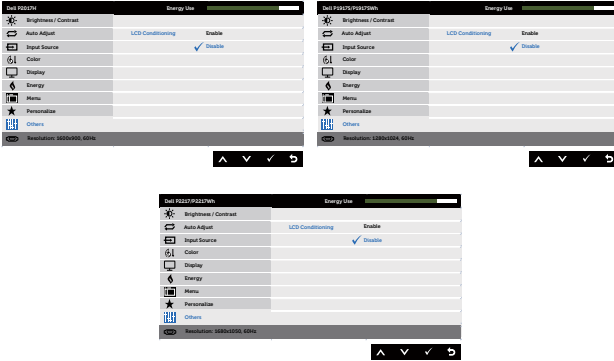 Dell P2017H Energy Use
Brightness / Contrast
Auto Adjust LCD Conditioning Enable
Input Source Disable
Color
Display
Energy
Menu
Personalize
Others
Resolution: 1600x900, 60Hz
Dell P1917S/P1917SWh Energy Use
Brightness / Contrast
Auto Adjust LCD Conditioning Enable
Input Source Disable
Color
Display
Energy
Menu
Personalize
Others
Resolution: 1280x1024, 60Hz
Dell P2217/P2217Wh Energy Use
Brightness / Contrast
Auto Adjust LCD Conditioning Enable
Input Source Disable
Color
Display
Energy
Menu
Personalize
Others
Resolution: 1680x1050, 60Hz